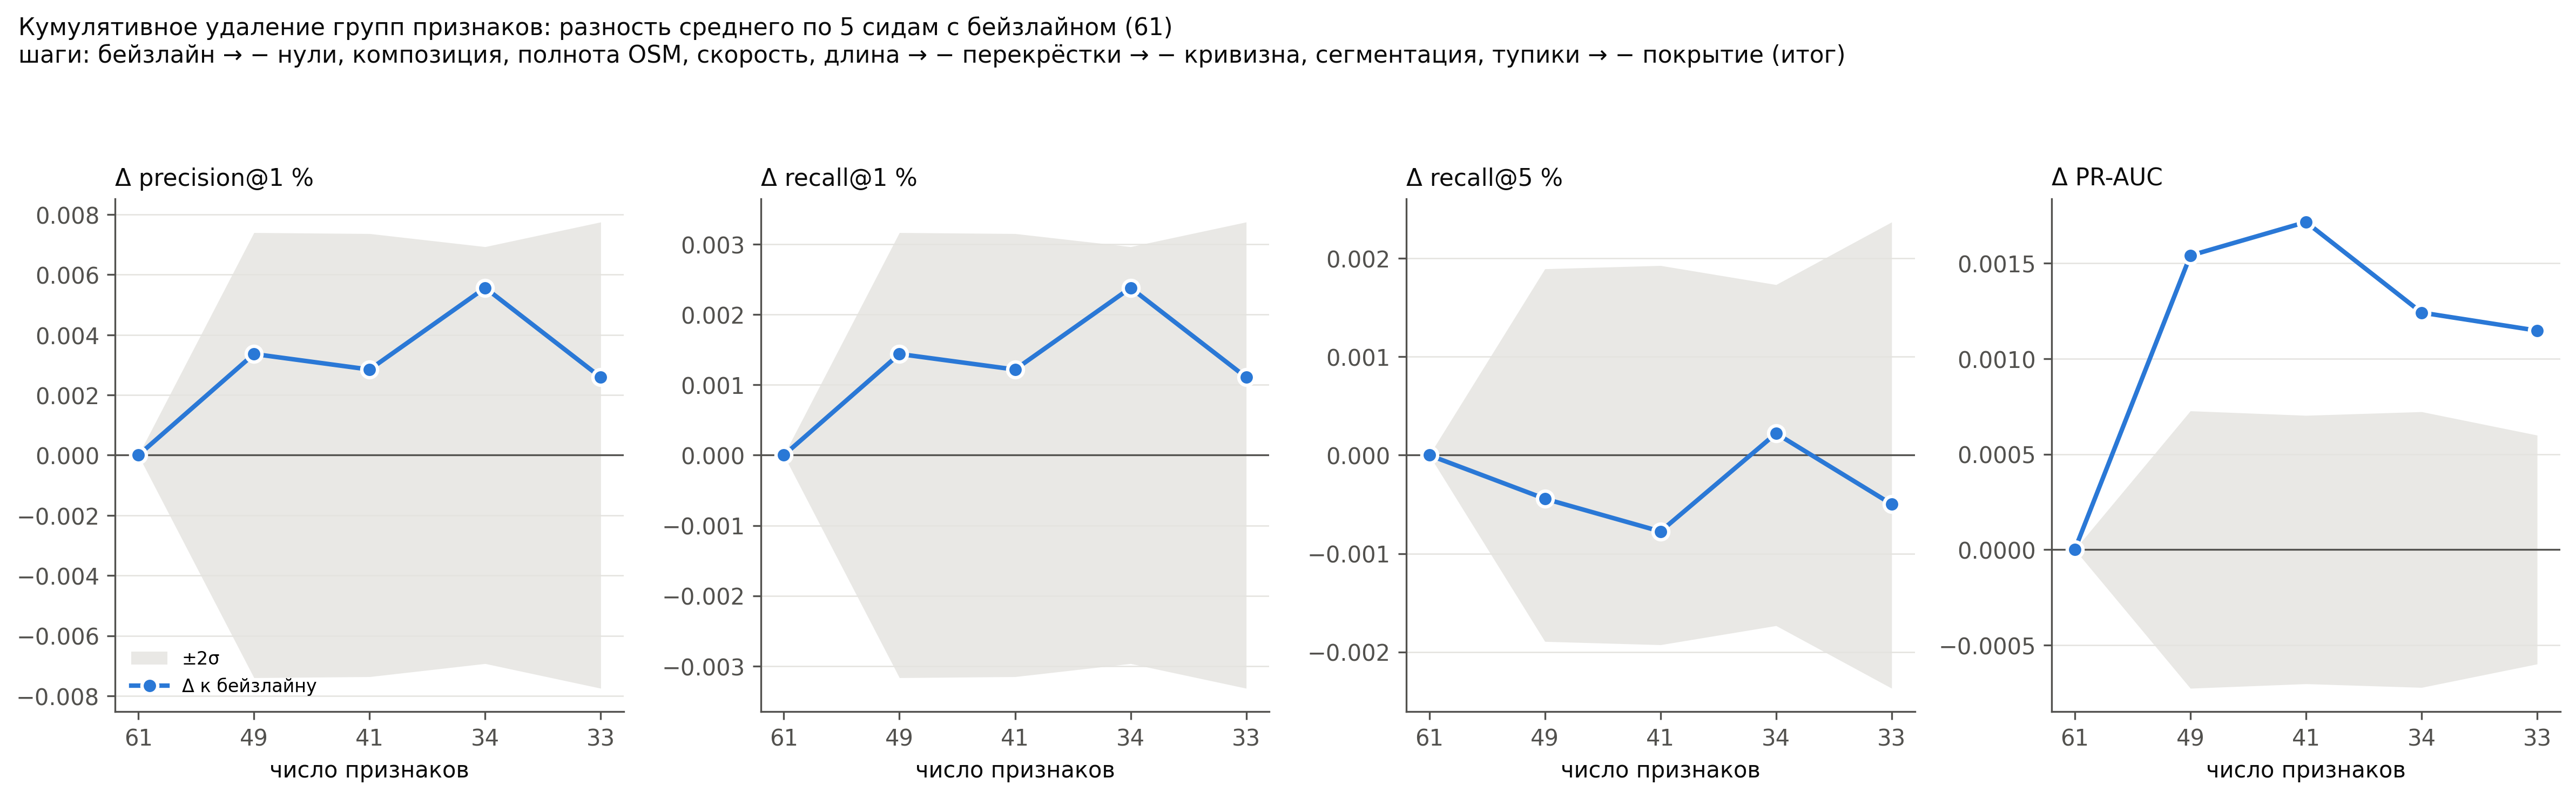 Кумулятивное удаление групп признаков: разность среднего по 5 сидам с бейзлайном (61)
шаги: бейзлайн → − нули, композиция, полнота OSM, скорость, длина → − перекрёстки → − кривизна, сегментация, тупики → − покрытие (итог)
Δ precision@1 %
0.008
0.006
0.004
0.002
0.000
−0.002
−0.004
−0.006
−0.008
±2σ
Δ к бейзлайну
61 49 41 34 33
число признаков
Δ recall@1 %
0.003
0.002
0.001
0.000
−0.001
−0.002
−0.003
61 49 41 34 33
число признаков
Δ recall@5 %
0.002
0.001
0.000
−0.001
−0.002
61 49 41 34 33
число признаков
Δ PR-AUC
0.0015
0.0010
0.0005
0.0000
−0.0005
61 49 41 34 33
число признаков